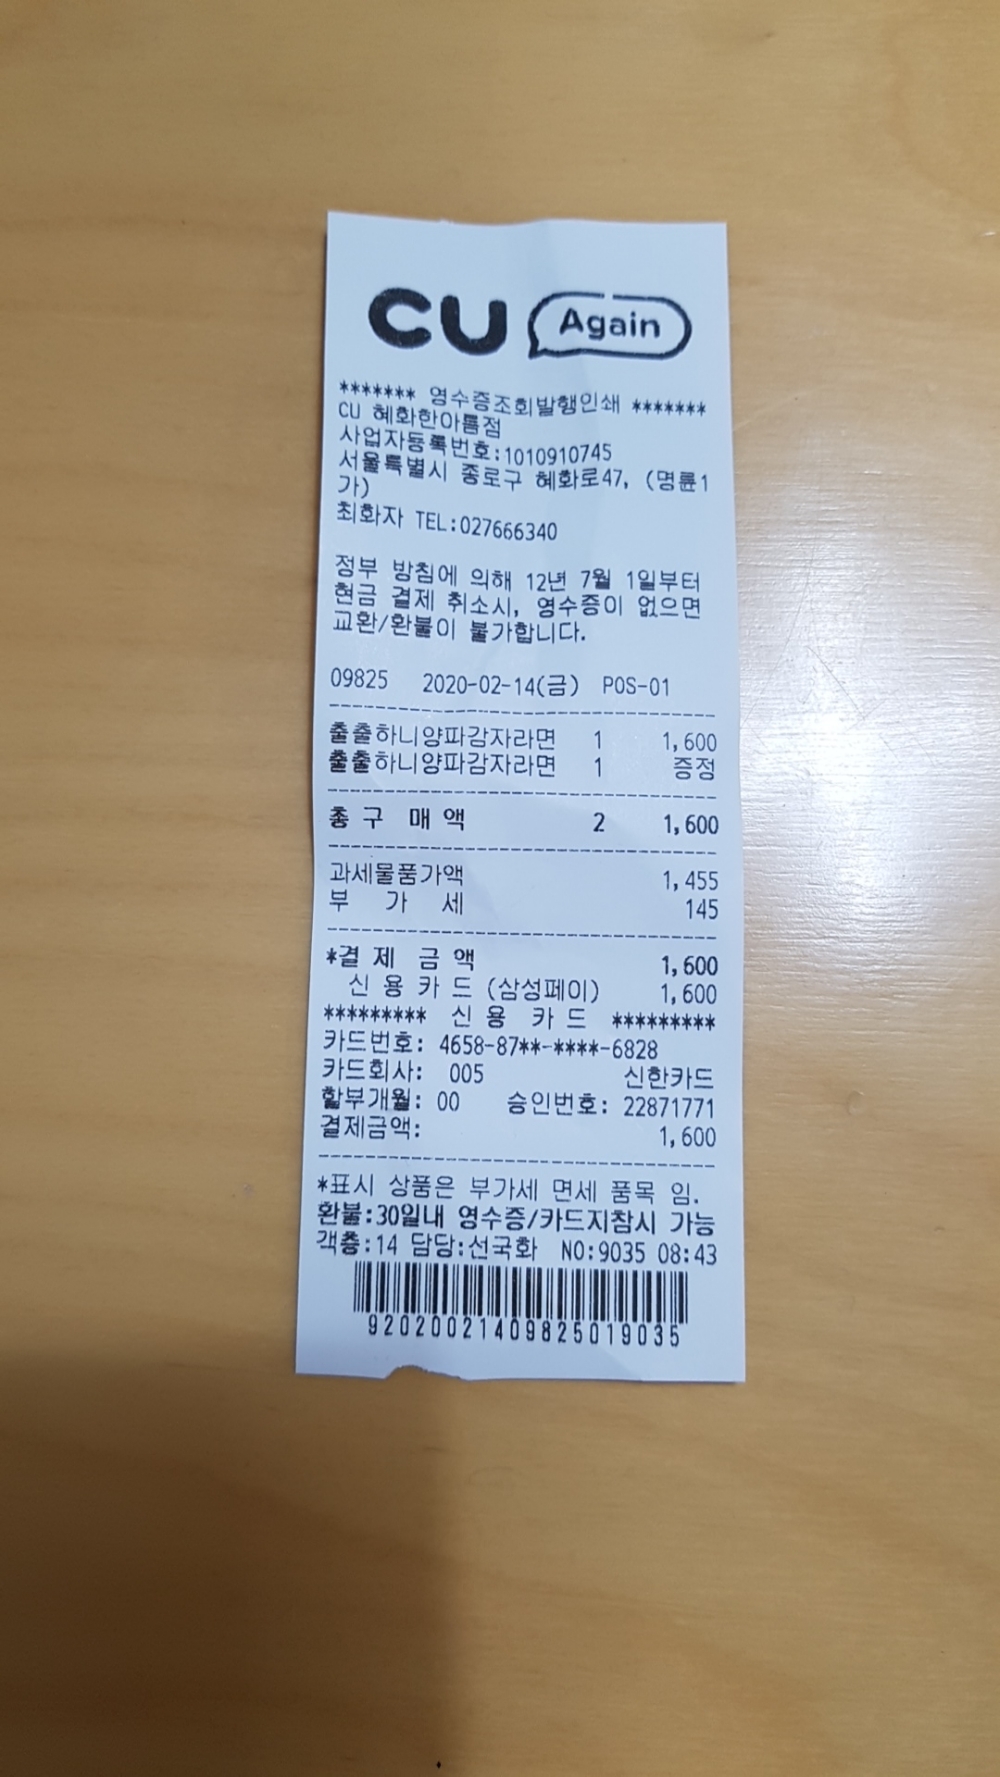 CU Again
******* 영수증조회발행인쇄 *******
CU 혜화한아름점
사업자등록번호:1010910745
서울특별시 종로구 혜화로47, (명륜1
가)
최화자 TEL:027666340
정부 방침에 의해 12년 7월 1일부터
현금 결제 취소시, 영수증이 없으면
교환/환불이 불가합니다.
09825 2020-02-14(금) POS-01
출출하니양파감자라면 1 1,600
출출하니양파감자라면 1 증정
총 구 매 액 2 1,600
과세물품가액 1,455
부 가 세 145
*결 제 금 액 1,600
신 용 카 드 (삼성페이) 1,600
********* 신 용 카 드 *********
카드번호: 4658-87**-****-6828
카드회사: 005 신한카드
할부개월: 00 승인번호: 22871771
결제금액: 1,600
*표시 상품은 부가세 면세 품목 임.
환불:30일내 영수증/카드지참시 가능
객층:14 담당:선국화 NO:9035 08:43
92020021409825019035